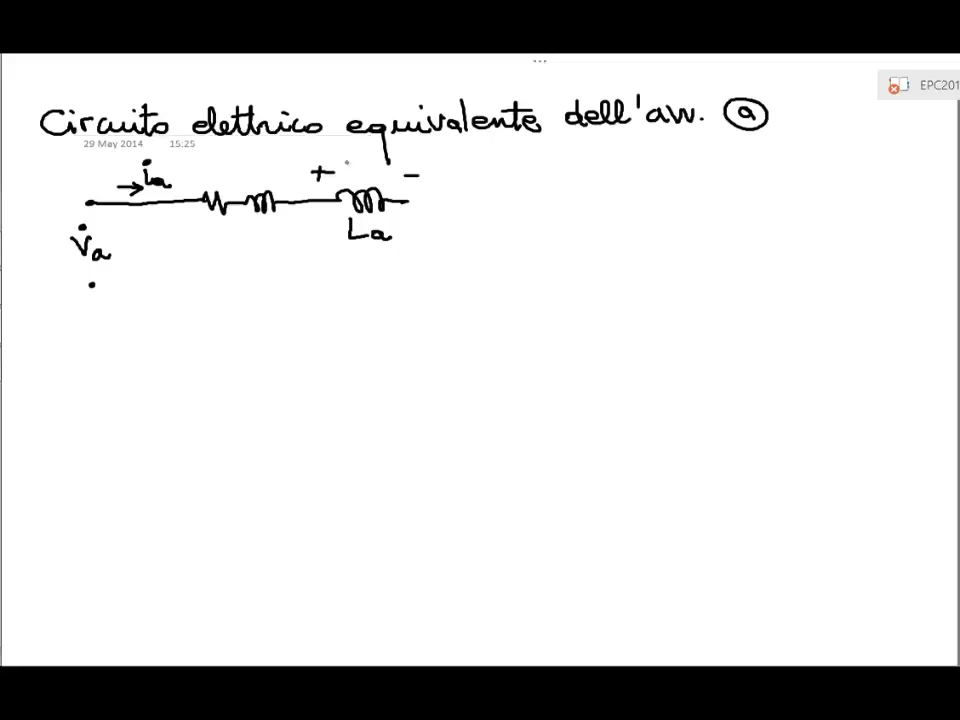 Circuito elettrico equivalente dell'avv. a
EPC201
29 May 2014 15:25
ia
+ -
La
Va